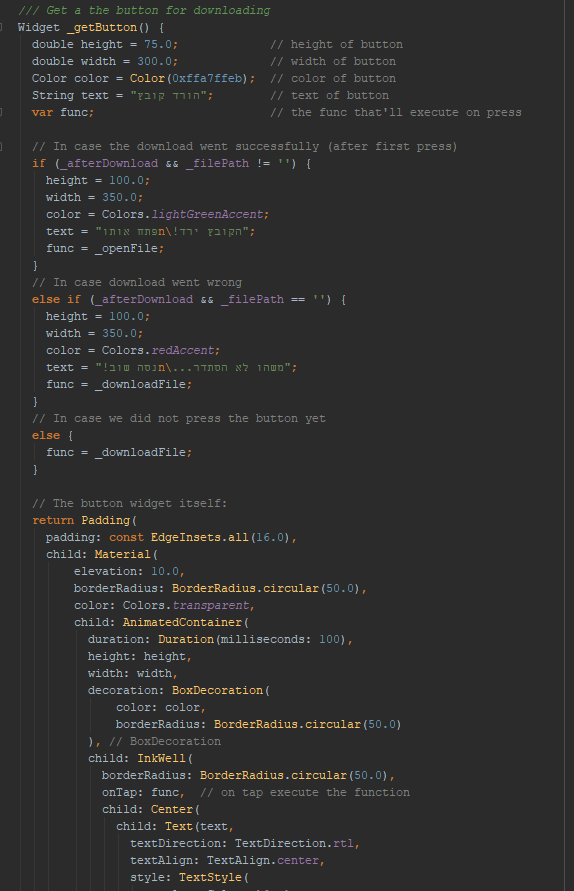 /// Get a the button for downloading
Widget _getButton() {
double height = 75.0; // height of button
double width = 300.0; // width of button
Color color = Color(0xffa7ffeb); // color of button
String text = "הורד קובץ"; // text of button
var func; // the func that'll execute on press
// In case the download went successfully (after first press)
if (_afterDownload && _filePath != '') {
height = 100.0;
width = 350.0;
color = Colors.lightGreenAccent;
text = "הקובץ ירד!\nפתח אותו";
func = _openFile;
}
// In case download went wrong
else if (_afterDownload && _filePath == '') {
height = 100.0;
width = 350.0;
color = Colors.redAccent;
text = "משהו לא הסתדר...\nנסה שוב!";
func = _downloadFile;
}
// In case we did not press the button yet
else {
func = _downloadFile;
}
// The button widget itself:
return Padding(
padding: const EdgeInsets.all(16.0),
child: Material(
elevation: 10.0,
borderRadius: BorderRadius.circular(50.0),
color: Colors.transparent,
child: AnimatedContainer(
duration: Duration(milliseconds: 100),
height: height,
width: width,
decoration: BoxDecoration(
color: color,
borderRadius: BorderRadius.circular(50.0)
), // BoxDecoration
child: InkWell(
borderRadius: BorderRadius.circular(50.0),
onTap: func, // on tap execute the function
child: Center(
child: Text(text,
textDirection: TextDirection.rtl,
textAlign: TextAlign.center,
style: TextStyle(